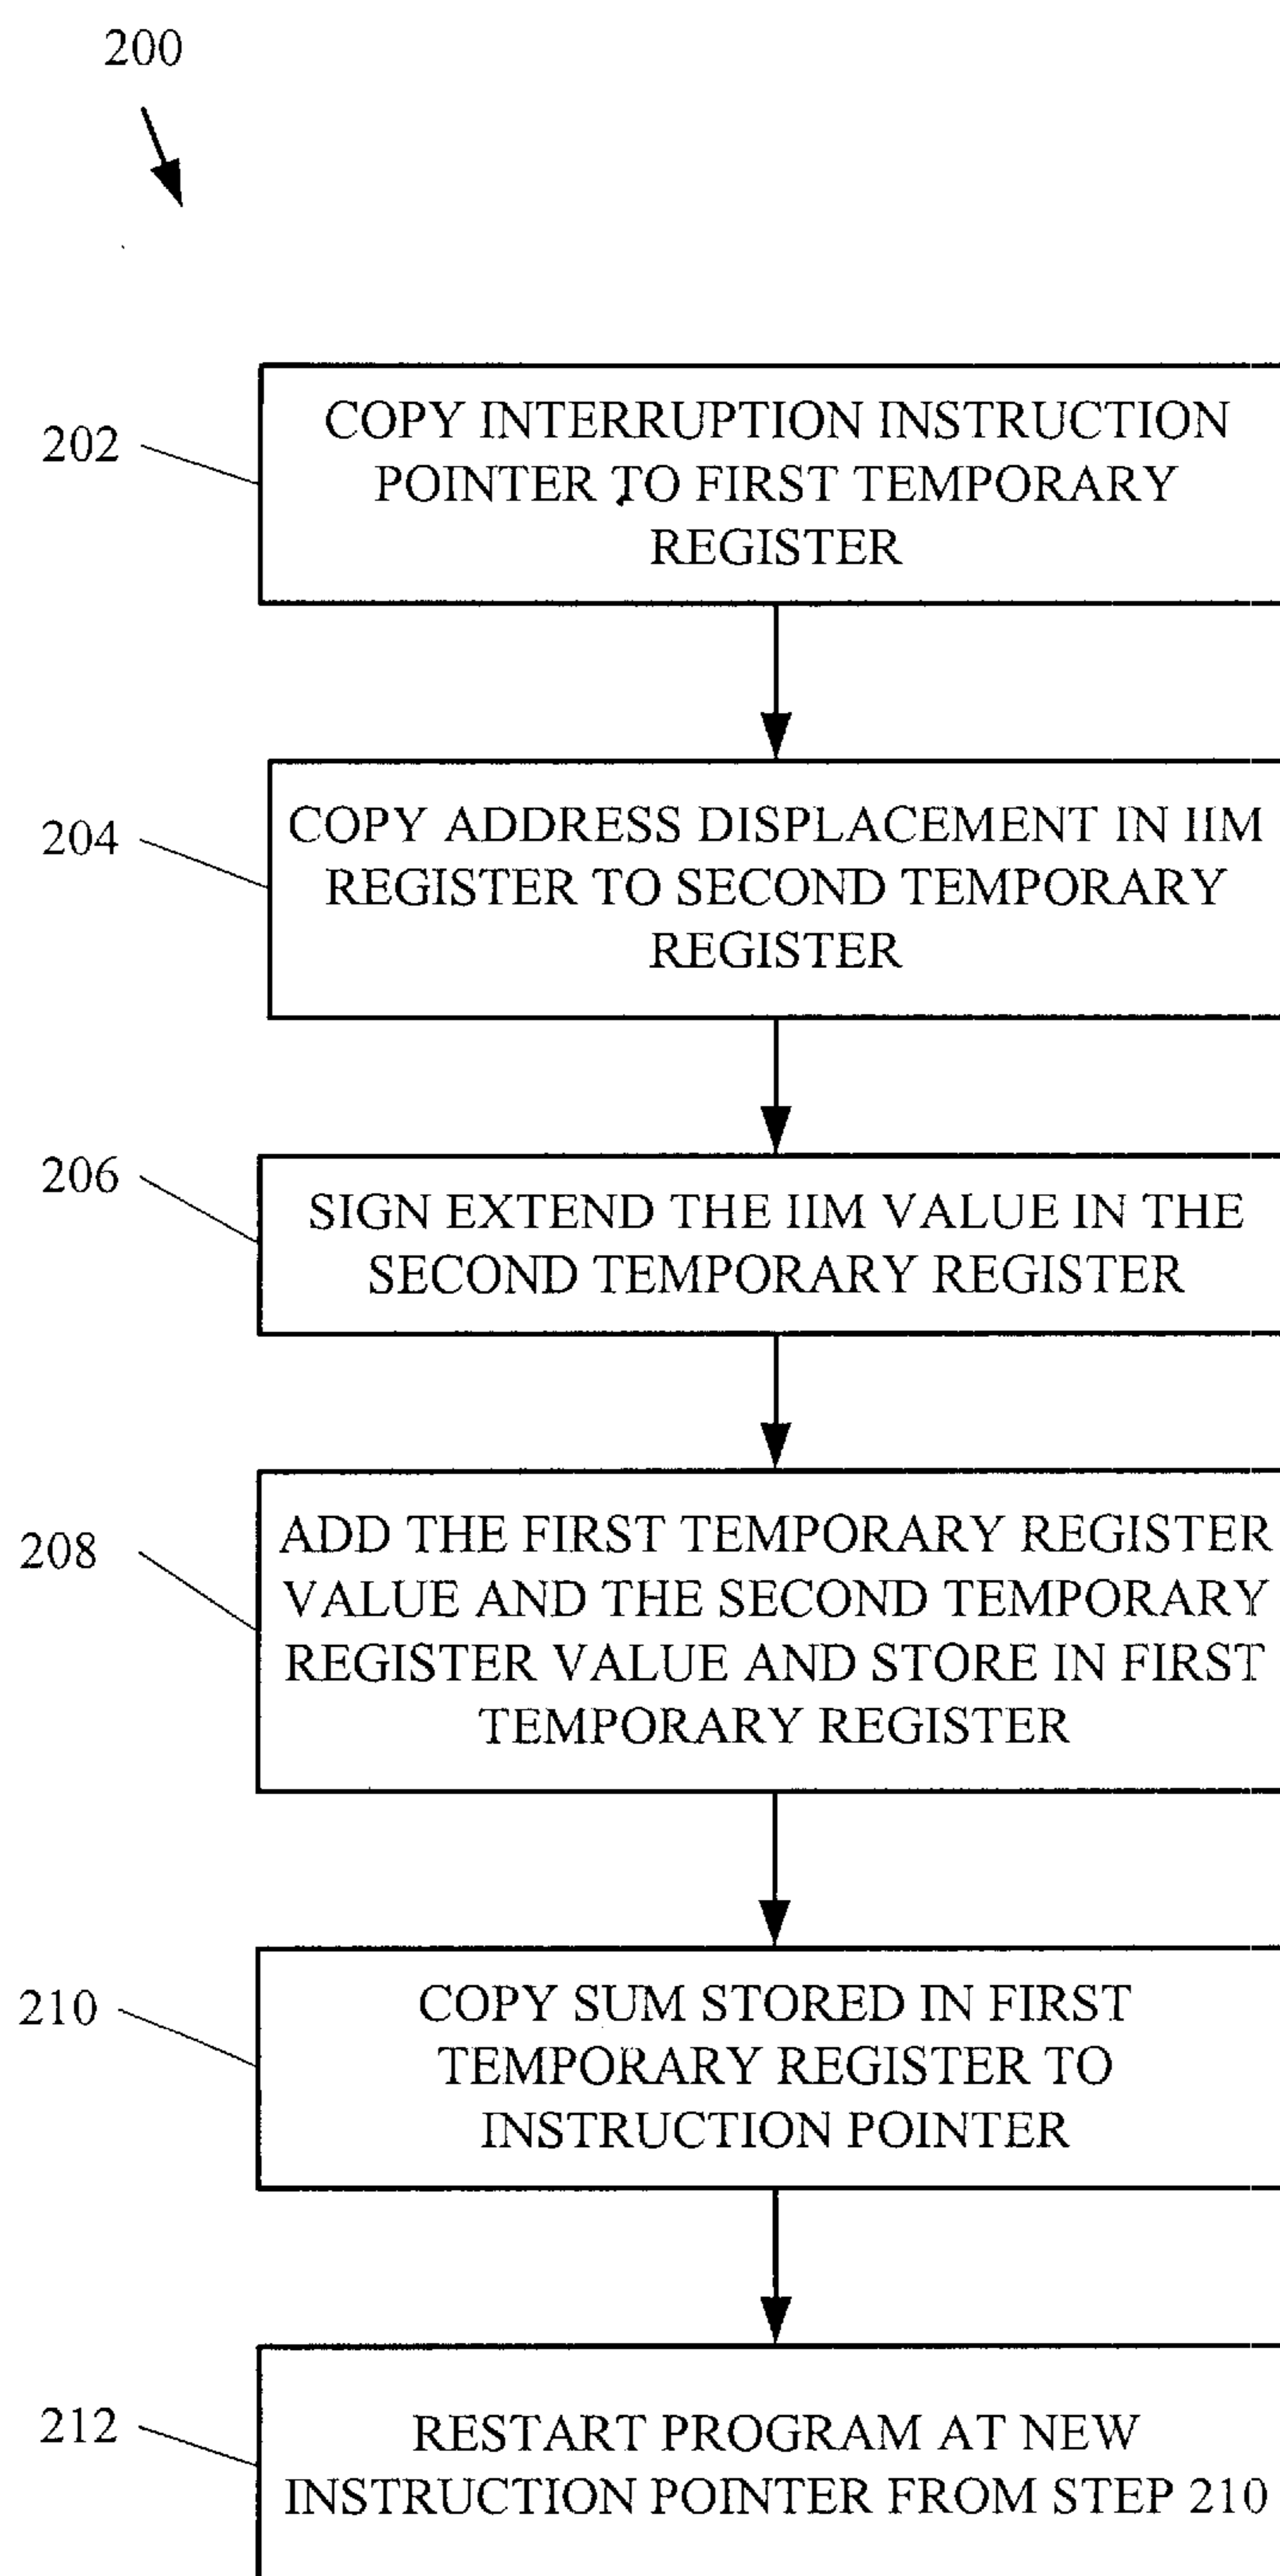 200
202
COPY INTERRUPTION INSTRUCTION
POINTER TO FIRST TEMPORARY
REGISTER
204
COPY ADDRESS DISPLACEMENT IN IIM
REGISTER TO SECOND TEMPORARY
REGISTER
206
SIGN EXTEND THE IIM VALUE IN THE
SECOND TEMPORARY REGISTER
208
ADD THE FIRST TEMPORARY REGISTER
VALUE AND THE SECOND TEMPORARY
REGISTER VALUE AND STORE IN FIRST
TEMPORARY REGISTER
210
COPY SUM STORED IN FIRST
TEMPORARY REGISTER TO
INSTRUCTION POINTER
212
RESTART PROGRAM AT NEW
INSTRUCTION POINTER FROM STEP 210